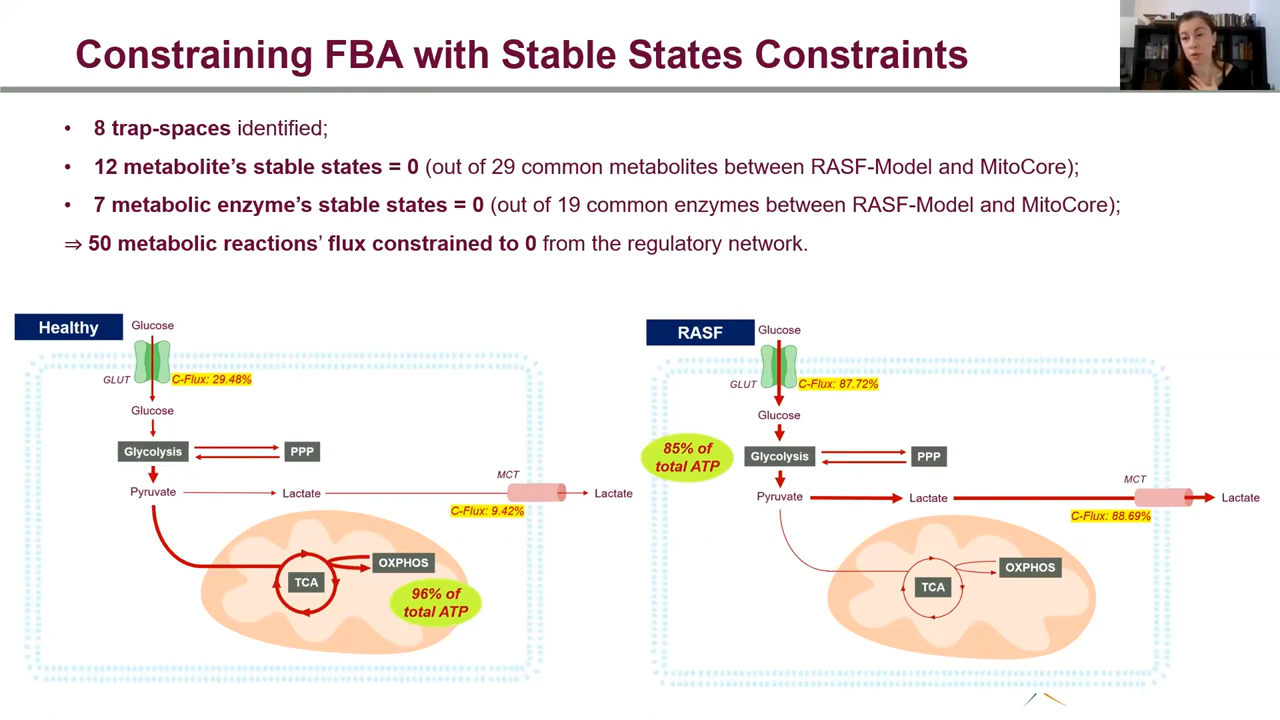 Constraining FBA with Stable States Constraints
• 8 trap-spaces identified;
• 12 metabolite’s stable states = 0 (out of 29 common metabolites between RASF-Model and MitoCore);
• 7 metabolic enzyme’s stable states = 0 (out of 19 common enzymes between RASF-Model and MitoCore);
⇒ 50 metabolic reactions’ flux constrained to 0 from the regulatory network.
Healthy
Glucose
GLUT
C-Flux: 29.48%
Glucose
Glycolysis
PPP
Pyruvate
Lactate
MCT
Lactate
C-Flux: 9.42%
OXPHOS
TCA
96% of
total ATP
RASF
Glucose
GLUT
C-Flux: 87.72%
Glucose
85% of
total ATP
Glycolysis
PPP
Pyruvate
Lactate
MCT
Lactate
C-Flux: 88.69%
OXPHOS
TCA